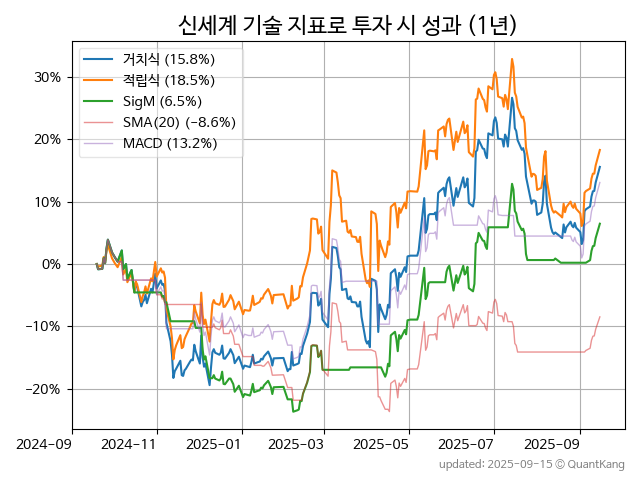 신세계 기술 지표로 투자 시 성과 (1년)
거치식 (15.8%)
적립식 (18.5%)
SigM (6.5%)
SMA(20) (−8.6%)
MACD (13.2%)
30%
20%
10%
0%
−10%
−20%
2024-09
2024-11
2025-01
2025-03
2025-05
2025-07
2025-09
updated: 2025-09-15 © QuantKang